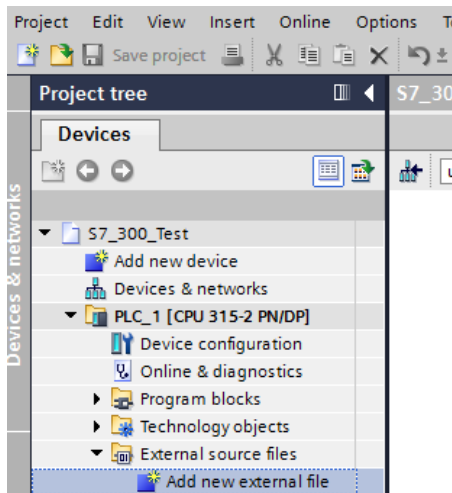 Project Edit View Insert Online Options
Save project
Project tree
S7_30
Devices
Devices & networks
S7_300_Test
Add new device
Devices & networks
PLC_1 [CPU 315-2 PN/DP]
Device configuration
Online & diagnostics
Program blocks
Technology objects
External source files
Add new external file